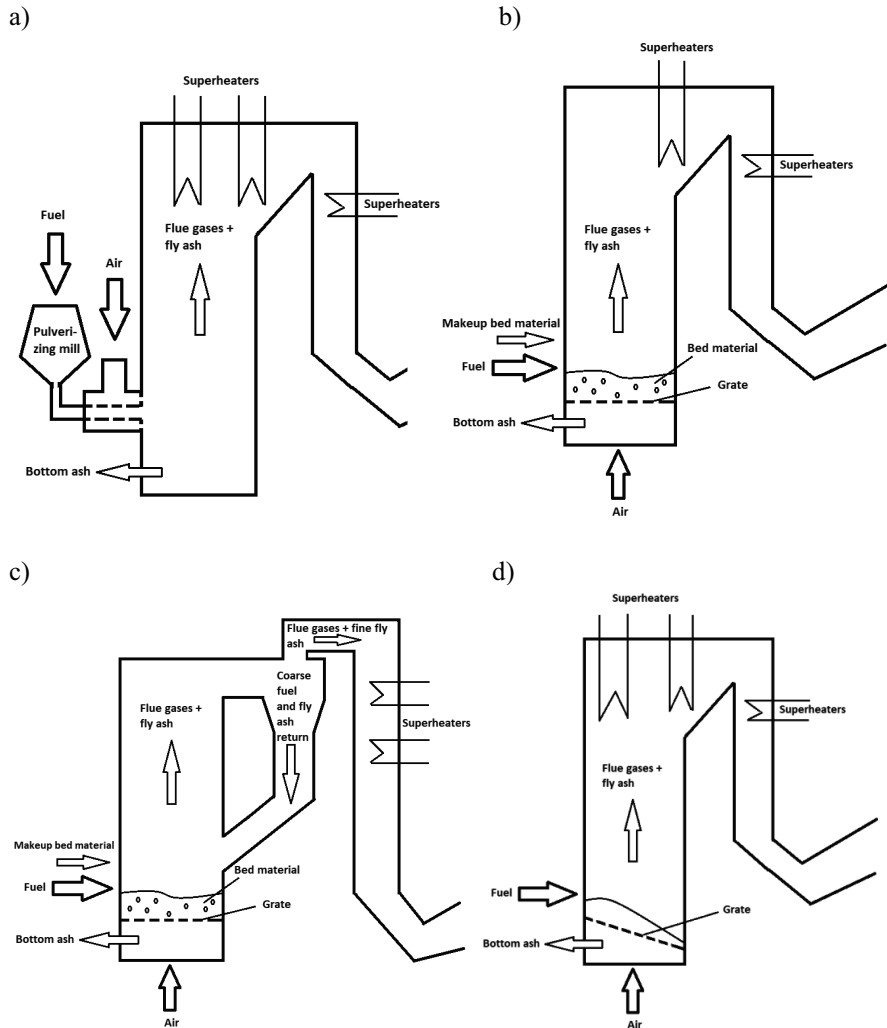 a)
Superheaters
Superheaters
Fuel
Flue gases +
fly ash
Air
Pulveri-
zing mill
Bottom ash
b)
Superheaters
Superheaters
Flue gases +
fly ash
Makeup bed material
Bed material
Fuel
Grate
Bottom ash
Air
c)
Flue gases + fine fly
ash
Coarse
fuel
and fly
ash
return
Flue gases +
fly ash
Superheaters
Makeup bed material
Bed material
Fuel
Grate
Bottom ash
Air
d)
Superheaters
Superheaters
Flue gases +
fly ash
Fuel
Grate
Bottom ash
Air